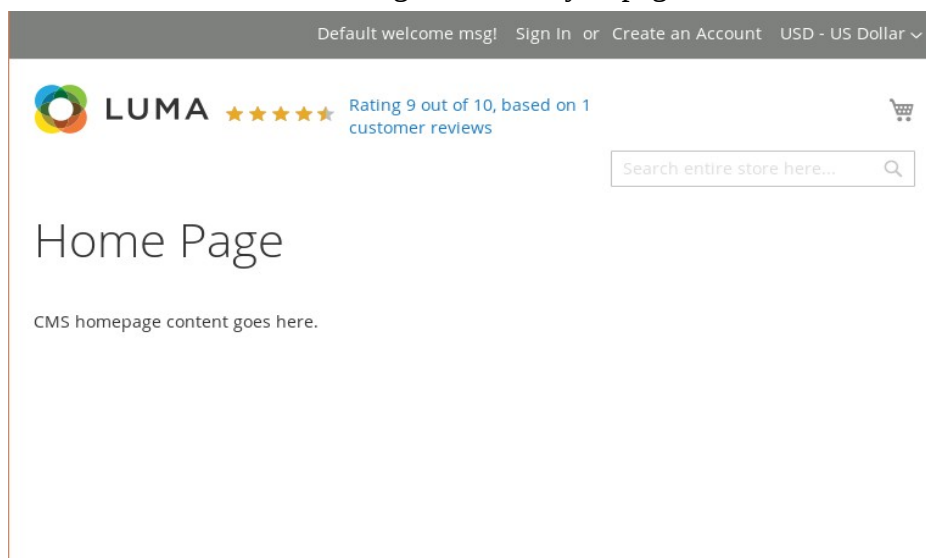 Default welcome msg! Sign In or Create an Account USD - US Dollar
LUMA
Rating 9 out of 10, based on 1
customer reviews
Search entire store here...
Home Page
CMS homepage content goes here.